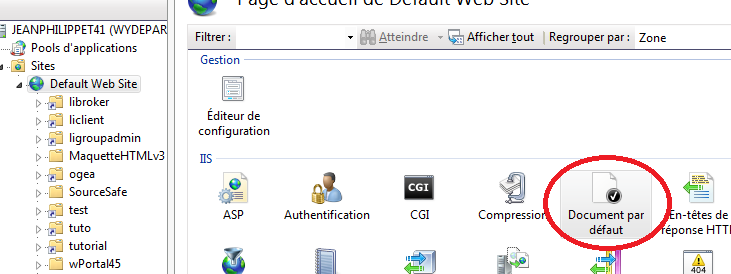 Page d'accueil de Default Web Site
JEANPHILIPPET41 (WYDEPAR
Pools d'applications
Sites
Default Web Site
libroker
liclient
ligroupadmin
MaquetteHTMLv3
ogea
SourceSafe
test
tuto
tutorial
wPortal45
Filtrer :
Atteindre
Afficher tout
Regrouper par :
Zone
Gestion
Éditeur de
configuration
IIS
ASP
Authentification
CGI
Compression
Document par
défaut
En-têtes de
réponse HTT
404